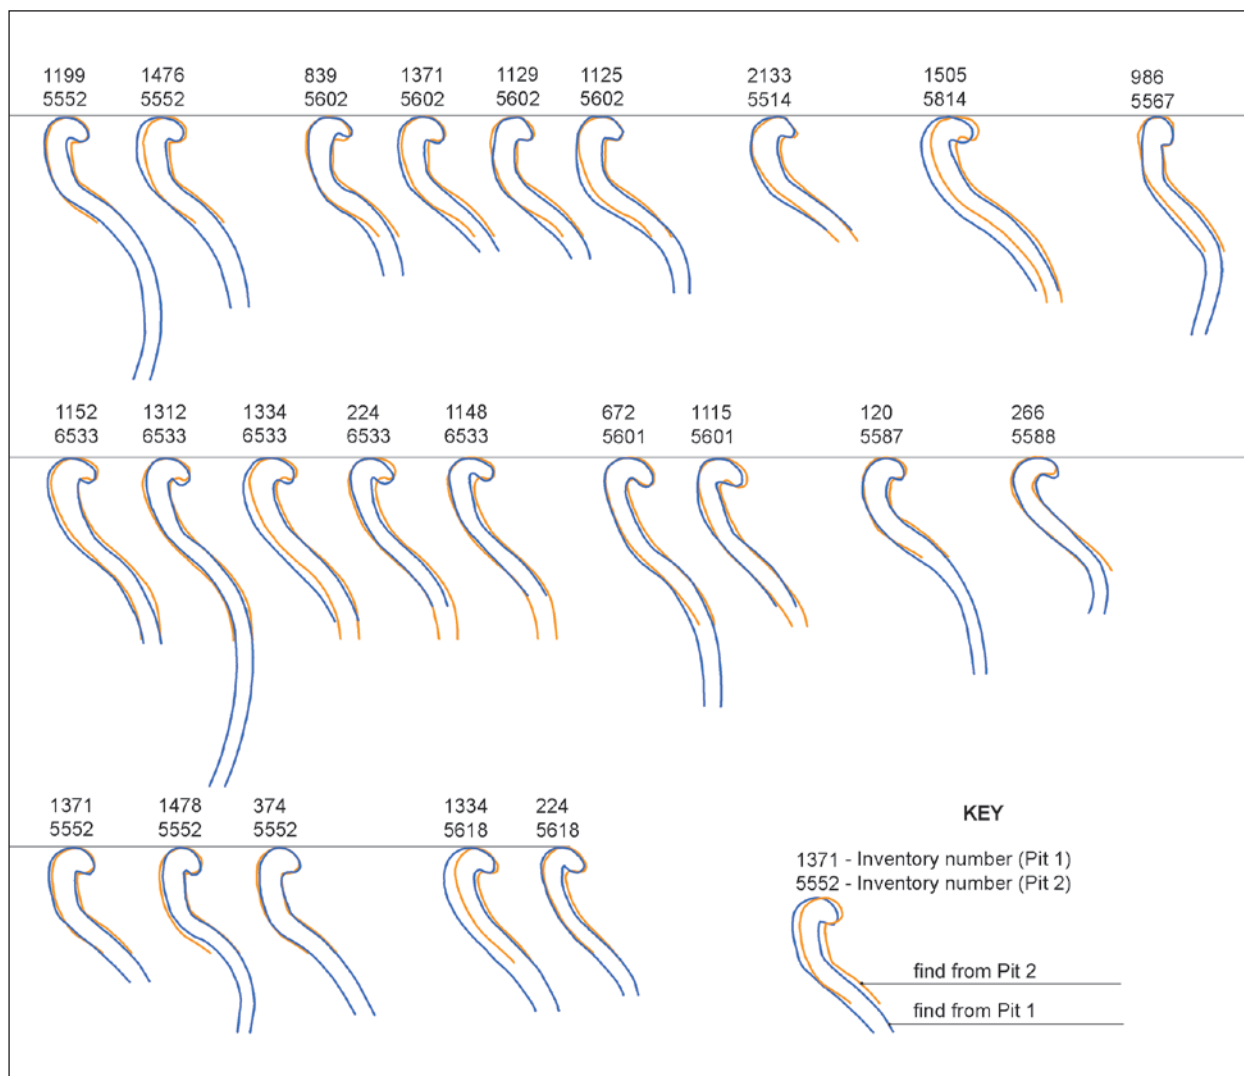 1199 1476 839 1371 1129 1125 2133 1505 986
5552 5552 5602 5602 5602 5602 5514 5814 5567
1152 1312 1334 224 1148 672 1115 120 266
6533 6533 6533 6533 6533 5601 5601 5587 5588
1371 1478 374 1334 224
5552 5552 5552 5618 5618
KEY
1371 - Inventory number (Pit 1)
5552 - Inventory number (Pit 2)
find from Pit 2
find from Pit 1